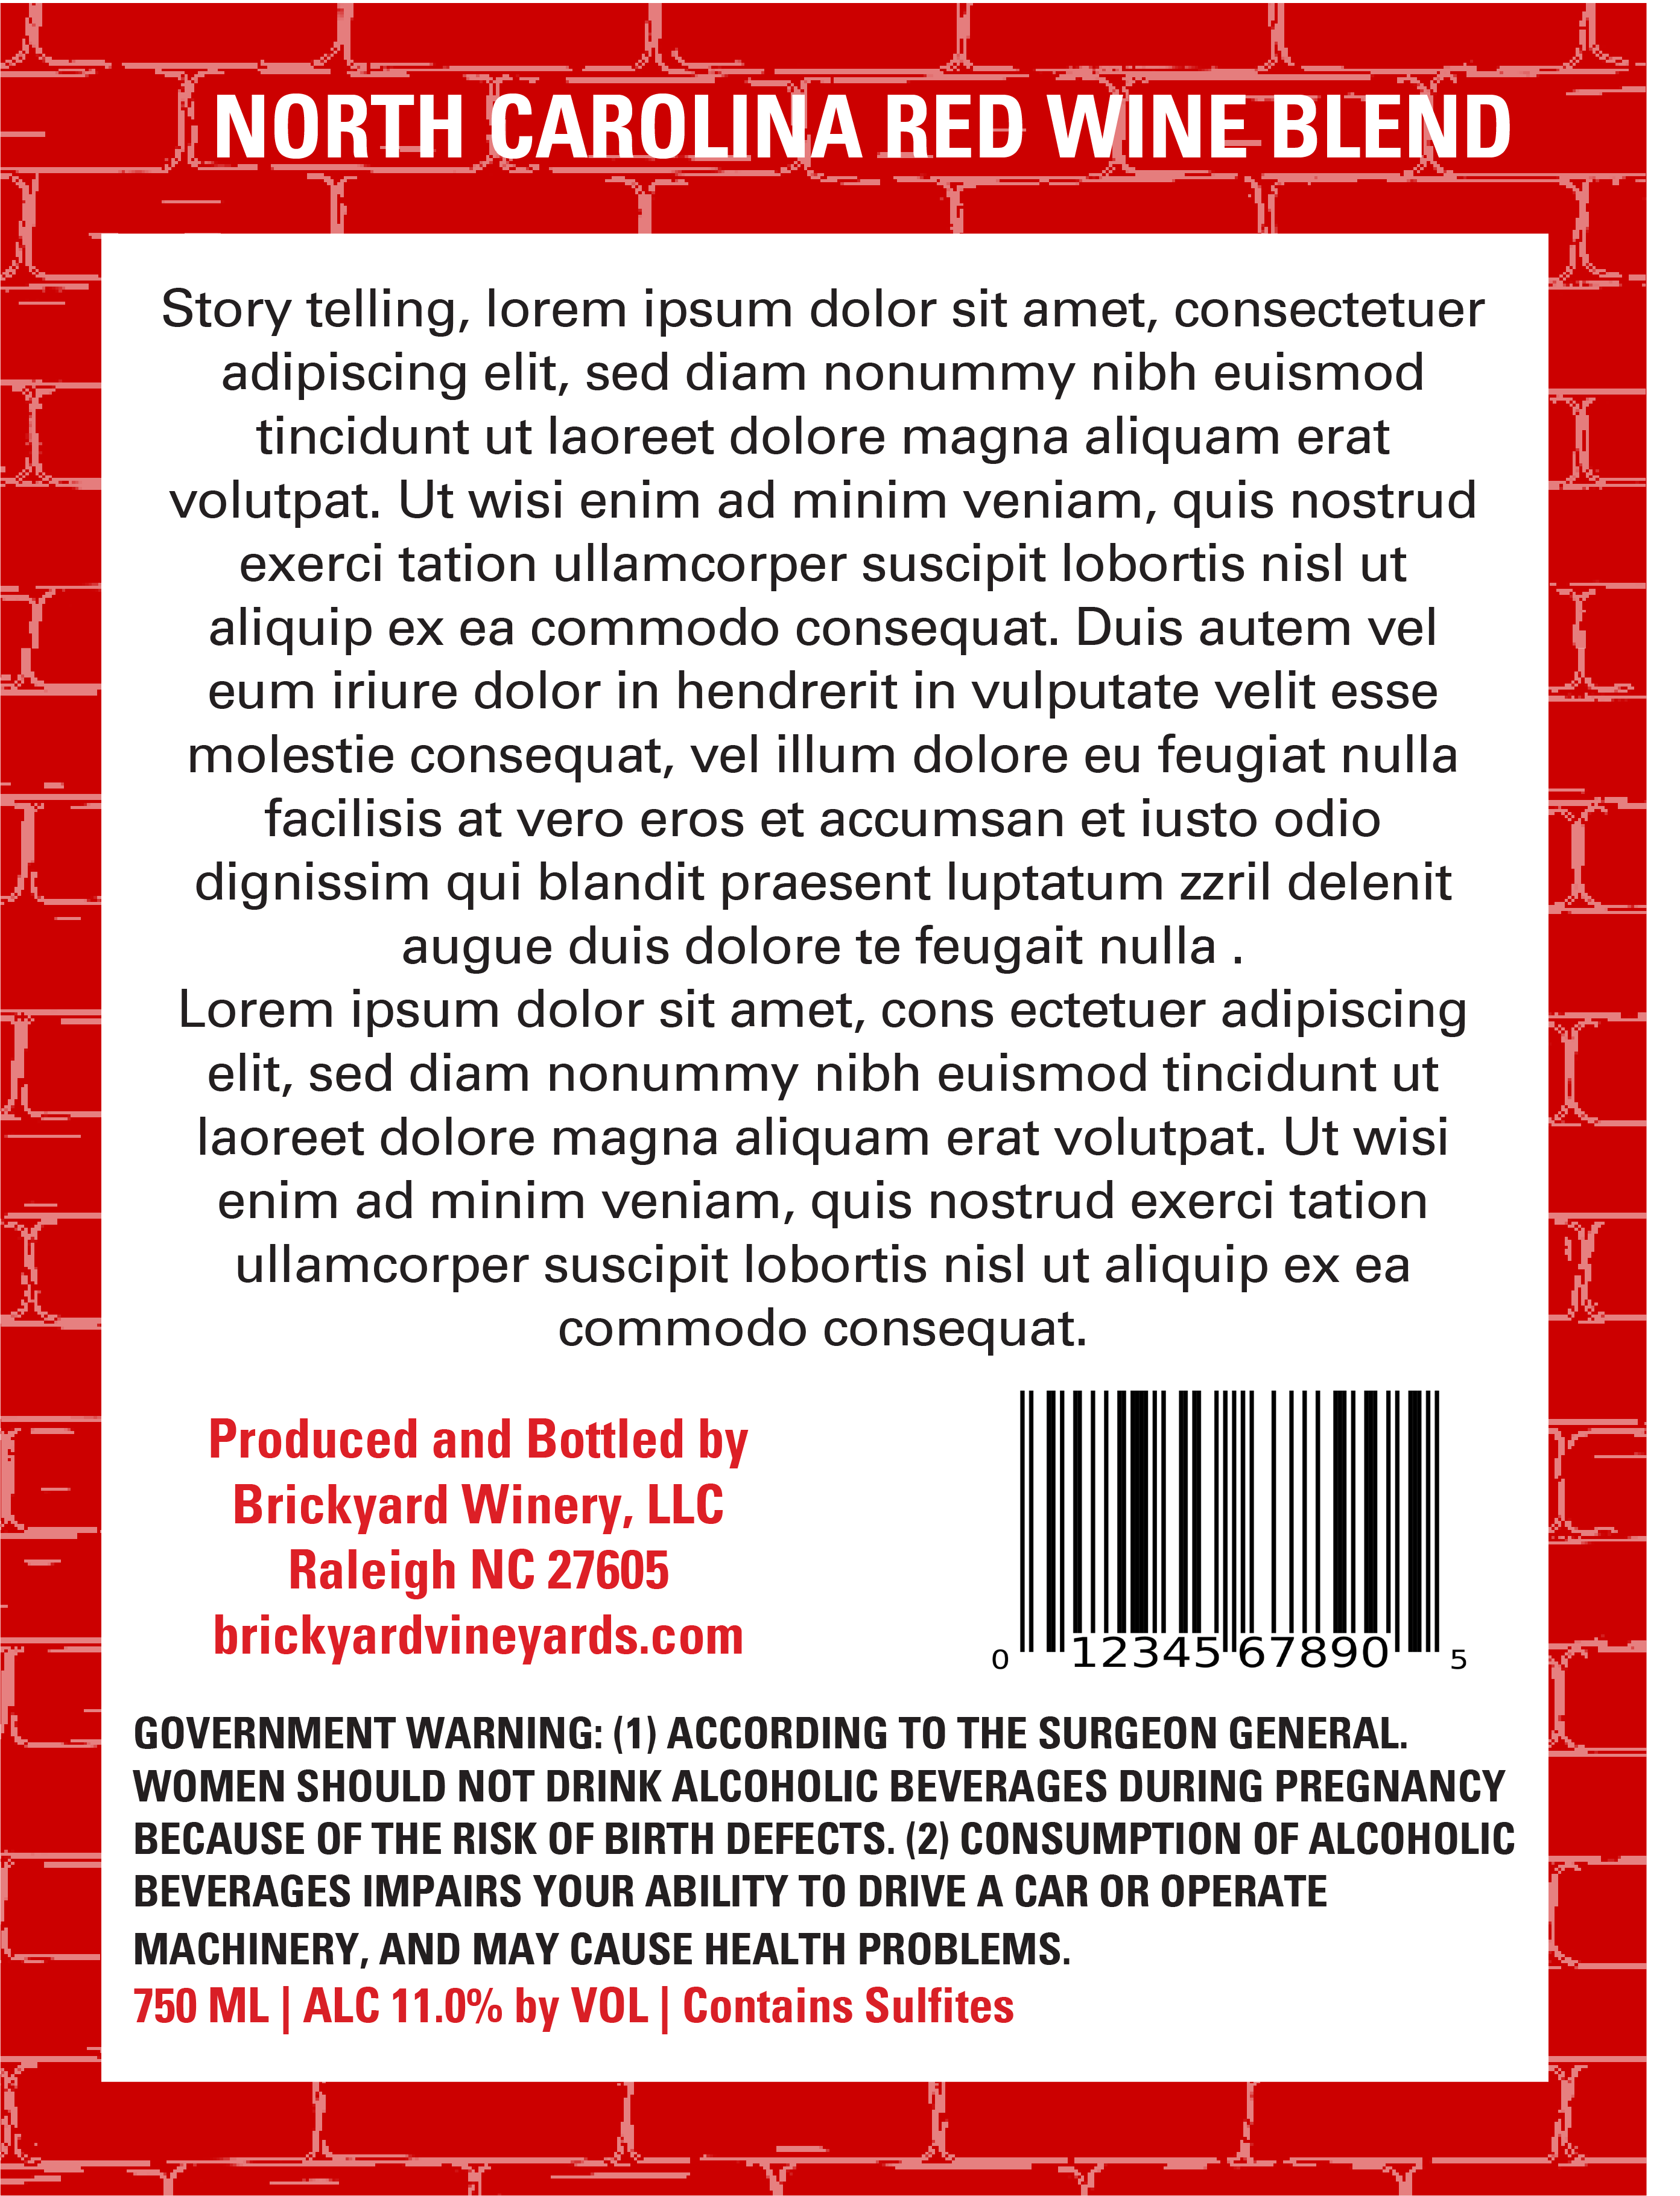 NORTH CAROLINA RED WINE BLEND
Story telling, lorem ipsum dolor sit amet, consectetuer
adipiscing elit, sed diam nonummy nibh euismod
tincidunt ut laoreet dolore magna aliquam erat
volutpat. Ut wisi enim ad minim veniam, quis nostrud
exerci tation ullamcorper suscipit lobortis nisl ut
aliquip ex ea commodo consequat. Duis autem vel
eum iriure dolor in hendrerit in vulputate velit esse
molestie consequat, vel illum dolore eu feugiat nulla
facilisis at vero eros et accumsan et iusto odio
dignissim qui blandit praesent luptatum zzril delenit
augue duis dolore te feugait nulla .
Lorem ipsum dolor sit amet, cons ectetuer adipiscing
elit, sed diam nonummy nibh euismod tincidunt ut
laoreet dolore magna aliquam erat volutpat. Ut wisi
enim ad minim veniam, quis nostrud exerci tation
ullamcorper suscipit lobortis nisl ut aliquip ex ea
commodo consequat.
Produced and Bottled by
Brickyard Winery, LLC
Raleigh NC 27605
brickyardvineyards.com
0 12345 67890 5
GOVERNMENT WARNING: (1) ACCORDING TO THE SURGEON GENERAL.
WOMEN SHOULD NOT DRINK ALCOHOLIC BEVERAGES DURING PREGNANCY
BECAUSE OF THE RISK OF BIRTH DEFECTS. (2) CONSUMPTION OF ALCOHOLIC
BEVERAGES IMPAIRS YOUR ABILITY TO DRIVE A CAR OR OPERATE
MACHINERY, AND MAY CAUSE HEALTH PROBLEMS.
750 ML | ALC 11.0% by VOL | Contains Sulfites